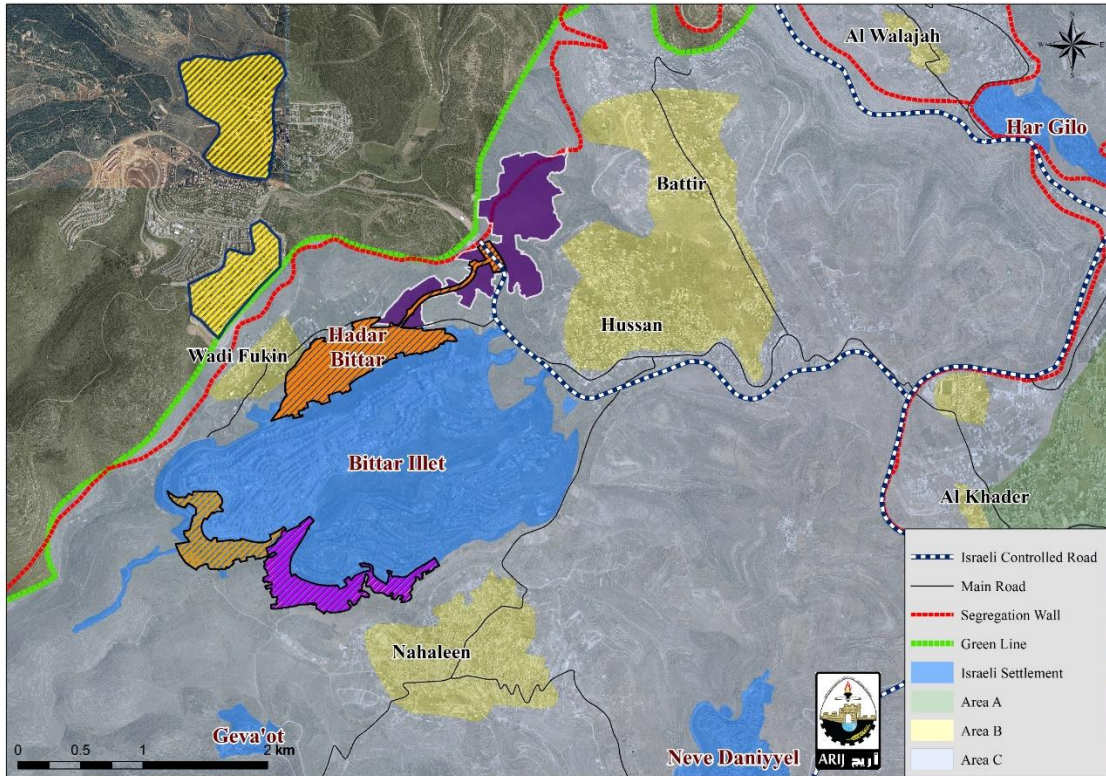 Al Walajah
N
W
E
S
Har Gilo
Battir
Hadar
Bittar
Hussan
Wadi Fukin
Bittar Illet
Al Khader
Nahaleen
Geva'ot
Neve Daniyyel
0 0.5 1 2 km
ARIJ أريج
Israeli Controlled Road
Main Road
Segregation Wall
Green Line
Israeli Settlement
Area A
Area B
Area C